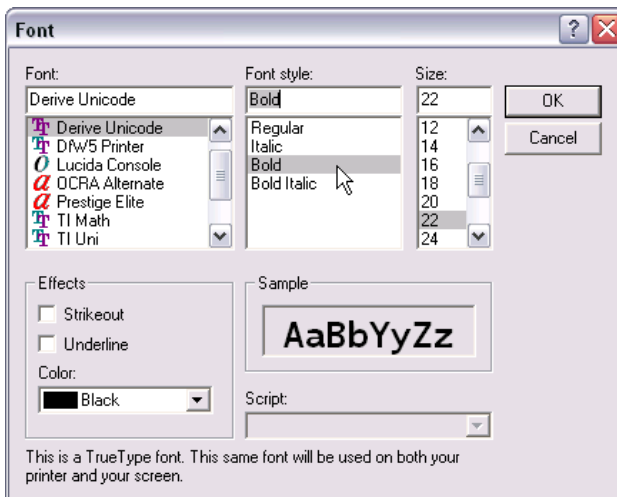 Font
Font:
Derive Unicode
Derive Unicode
DfW5 Printer
Lucida Console
OCRA Alternate
Prestige Elite
TI Math
TI Uni
Font style:
Bold
Regular
Italic
Bold
Bold Italic
Size:
22
12
14
16
18
20
22
24
OK
Cancel
Effects
Strikeout
Underline
Color:
Black
Sample
AaBbYyZz
Script:
This is a TrueType font. This same font will be used on both your
printer and your screen.